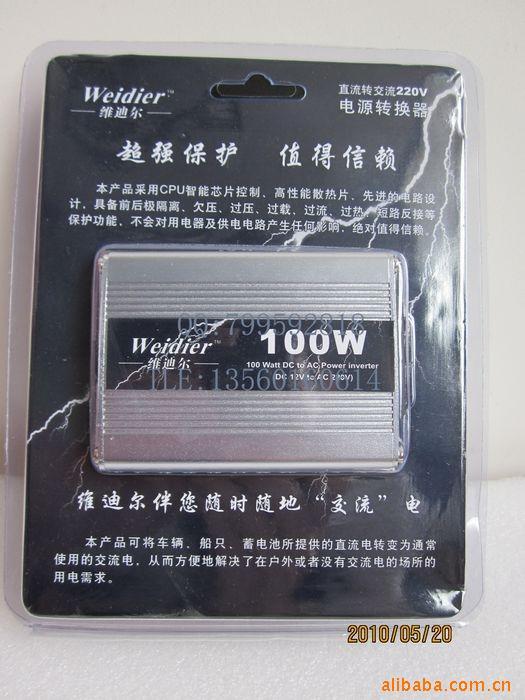 Weidier™
维迪尔
直流转交流220V
电源转换器
超强保护 值得信赖
本产品采用CPU智能芯片控制、高性能散热片、先进的电路设
计，具备前后极隔离、欠压、过压、过载、过流、过热、短路反接等
保护功能，不会对用电器及供电电路产生任何影响，绝对值得信赖。
QQ:799592818
Weidier™
维迪尔
100W
100 Watt DC to AC Power inverter
(DC 12V to AC 220V)
维迪尔伴您随时随地“交流”电
本产品可将车辆、船只、蓄电池所提供的直流电转变为通常
使用的交流电，从而方便地解决了在户外或者没有交流电的场所的
用电需求。
2010/05/20
alibaba.com.cn